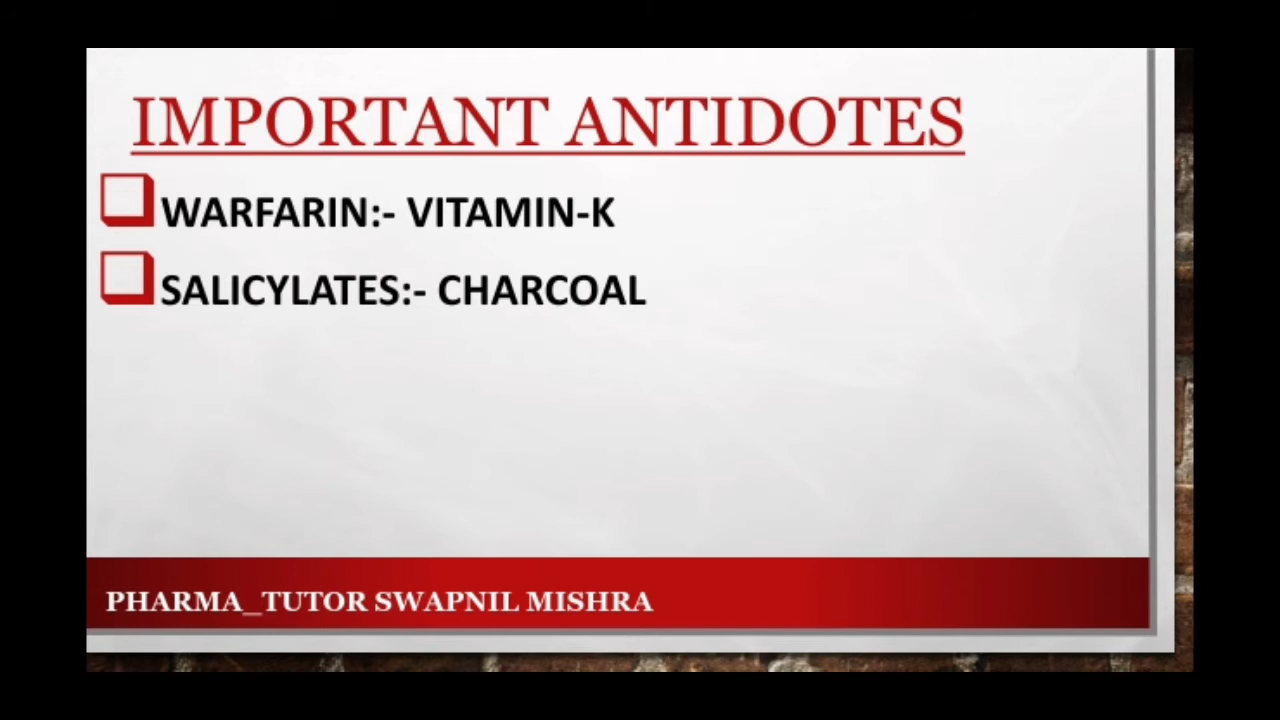 IMPORTANT ANTIDOTES
WARFARIN:- VITAMIN-K
SALICYLATES:- CHARCOAL
PHARMA_TUTOR SWAPNIL MISHRA